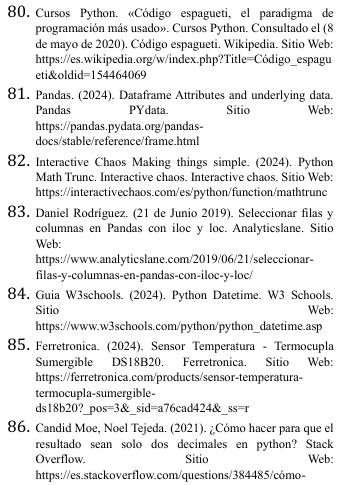 80. Cursos Python. «Código espagueti, el paradigma de
programación más usado». Cursos Python. Consultado el (8
de mayo de 2020). Código espagueti. Wikipedia. Sitio Web:
https://es.wikipedia.org/w/index.php?Title=Código_espagu
eti&oldid=154464069
81. Pandas. (2024). Dataframe Attributes and underlying data.
Pandas PYdata. Sitio Web:
https://pandas.pydata.org/pandas-
docs/stable/reference/frame.html
82. Interactive Chaos Making things simple. (2024). Python
Math Trunc. Interactive chaos. Interactive chaos. Sitio Web:
https://interactivechaos.com/es/python/function/mathtrunc
83. Daniel Rodríguez. (21 de Junio 2019). Seleccionar filas y
columnas en Pandas con iloc y loc. Analyticslane. Sitio
Web:
https://www.analyticslane.com/2019/06/21/seleccionar-
filas-y-columnas-en-pandas-con-iloc-y-loc/
84. Guia W3schools. (2024). Python Datetime. W3 Schools.
Sitio Web:
https://www.w3schools.com/python/python_datetime.asp
85. Ferretronica. (2024). Sensor Temperatura - Termocupla
Sumergible DS18B20. Ferretronica. Sitio Web:
https://ferretronica.com/products/sensor-temperatura-
termocupla-sumergible-
ds18b20?_pos=3&_sid=a76cad424&_ss=r
86. Candid Moe, Noel Tejeda. (2021). ¿Cómo hacer para que el
resultado sean solo dos decimales en python? Stack
Overflow. Sitio Web:
https://es.stackoverflow.com/questions/384485/cómo-